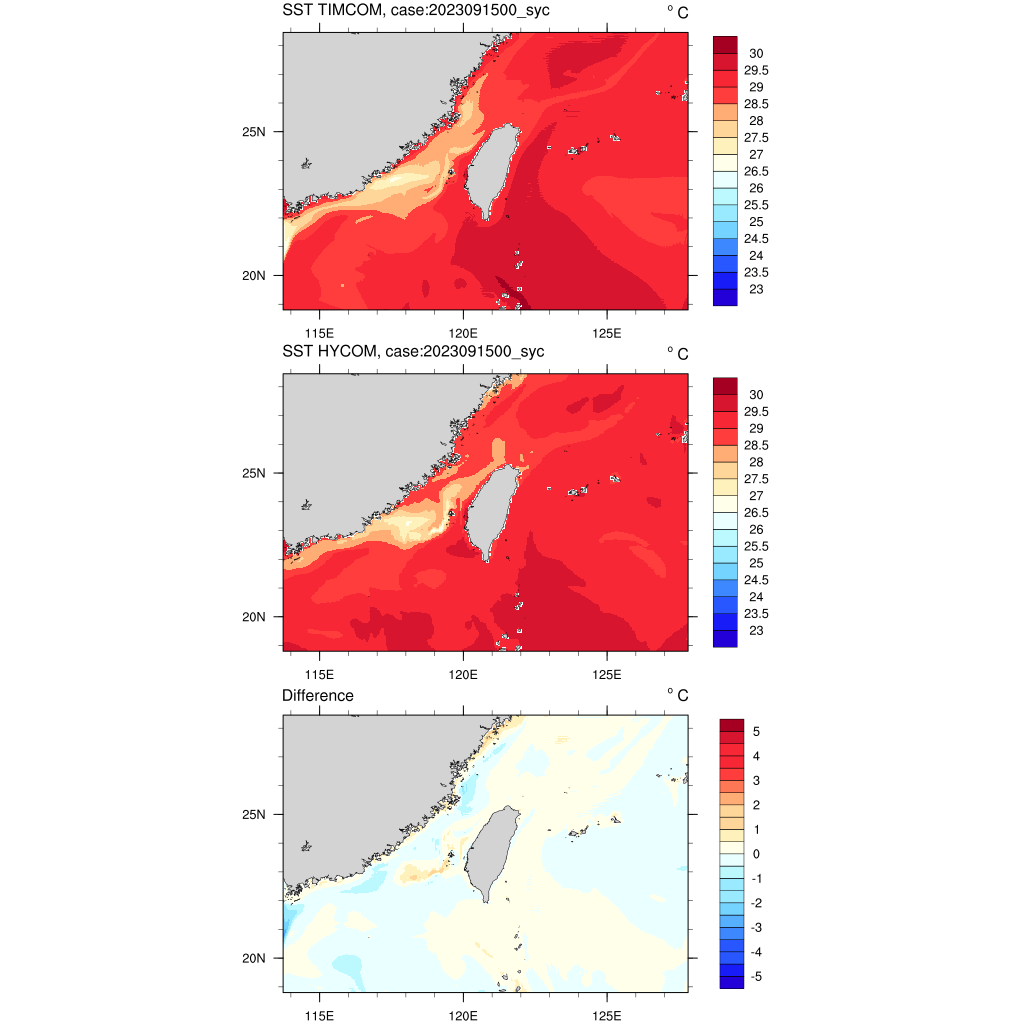 SST TIMCOM, case:2023091500_syc
° C
30
29.5
29
28.5
28
27.5
27
26.5
26
25.5
25
24.5
24
23.5
23
25N
20N
115E 120E 125E
SST HYCOM, case:2023091500_syc
° C
30
29.5
29
28.5
28
27.5
27
26.5
26
25.5
25
24.5
24
23.5
23
25N
20N
115E 120E 125E
Difference
° C
5
4
3
2
1
0
-1
-2
-3
-4
-5
25N
20N
115E 120E 125E